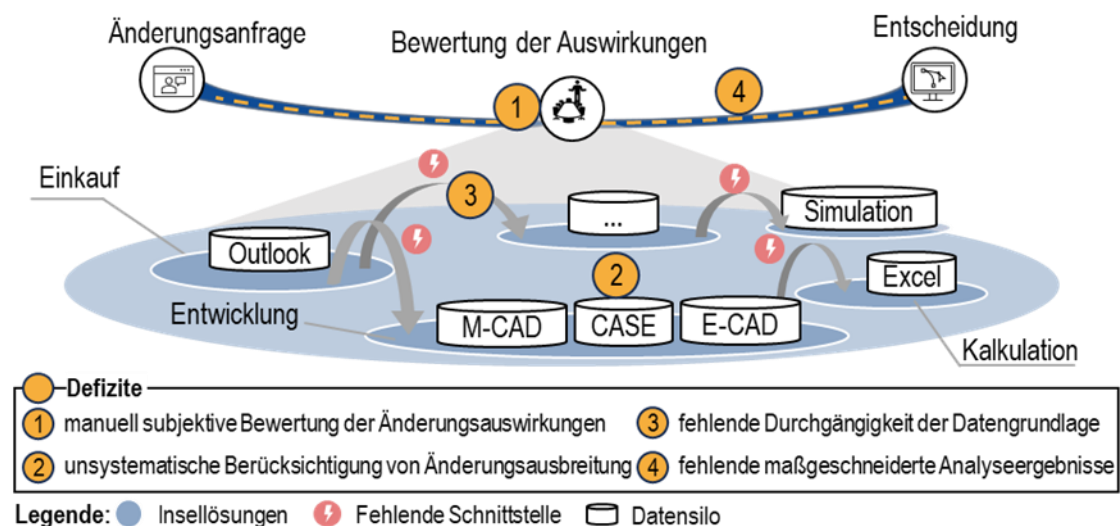 Änderungsanfrage
Bewertung der Auswirkungen
Entscheidung
1
4
Einkauf
3
...
Simulation
Outlook
2
Excel
Entwicklung
M-CAD
CASE
E-CAD
Kalkulation
Defizite
1 manuell subjektive Bewertung der Änderungsauswirkungen
3 fehlende Durchgängigkeit der Datengrundlage
2 unsystematische Berücksichtigung von Änderungsausbreitung
4 fehlende maßgeschneiderte Analyseergebnisse
Legende: Insellösungen Fehlende Schnittstelle Datensilo